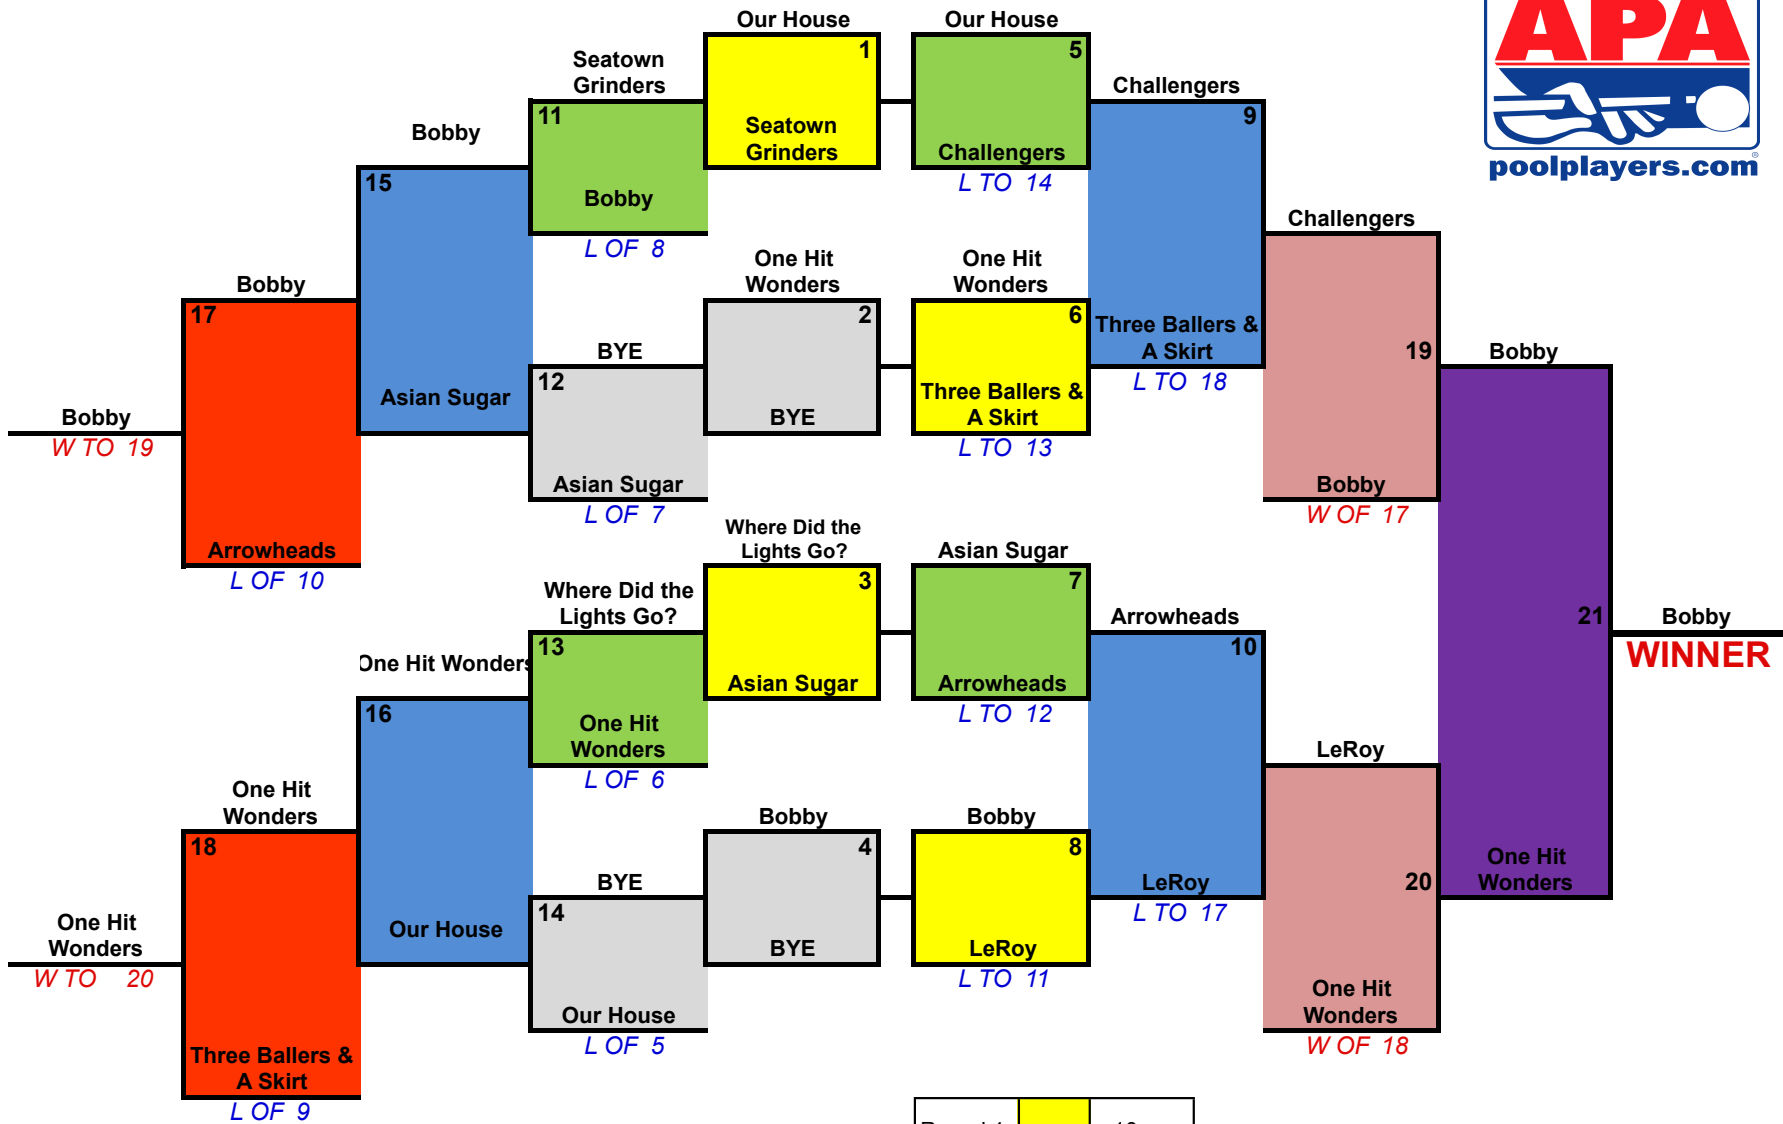 Our House
1
Seatown
Grinders
Our House
5
Challengers
L TO 14
APA
poolplayers.com
Seatown
Grinders
11
Bobby
L OF 8
Challengers
9
Three Ballers &
A Skirt
L TO 18
Bobby
15
Asian Sugar
One Hit
Wonders
2
BYE
One Hit
Wonders
6
Three Ballers &
A Skirt
L TO 13
Challengers
19
Bobby
W OF 17
Bobby
17
Arrowheads
L OF 10
BYE
12
Asian Sugar
L OF 7
Bobby
W TO 19
Bobby
21
One Hit
Wonders
Where Did the
Lights Go?
3
Asian Sugar
Asian Sugar
7
Arrowheads
L TO 12
Where Did the
Lights Go?
13
One Hit
Wonders
L OF 6
Arrowheads
10
LeRoy
L TO 17
Bobby
WINNER
One Hit Wonders
16
Our House
LeRoy
20
One Hit
Wonders
W OF 18
One Hit
Wonders
18
Three Ballers &
A Skirt
L OF 9
Bobby
4
BYE
Bobby
8
LeRoy
L TO 11
BYE
14
Our House
L OF 5
One Hit
Wonders
W TO 20